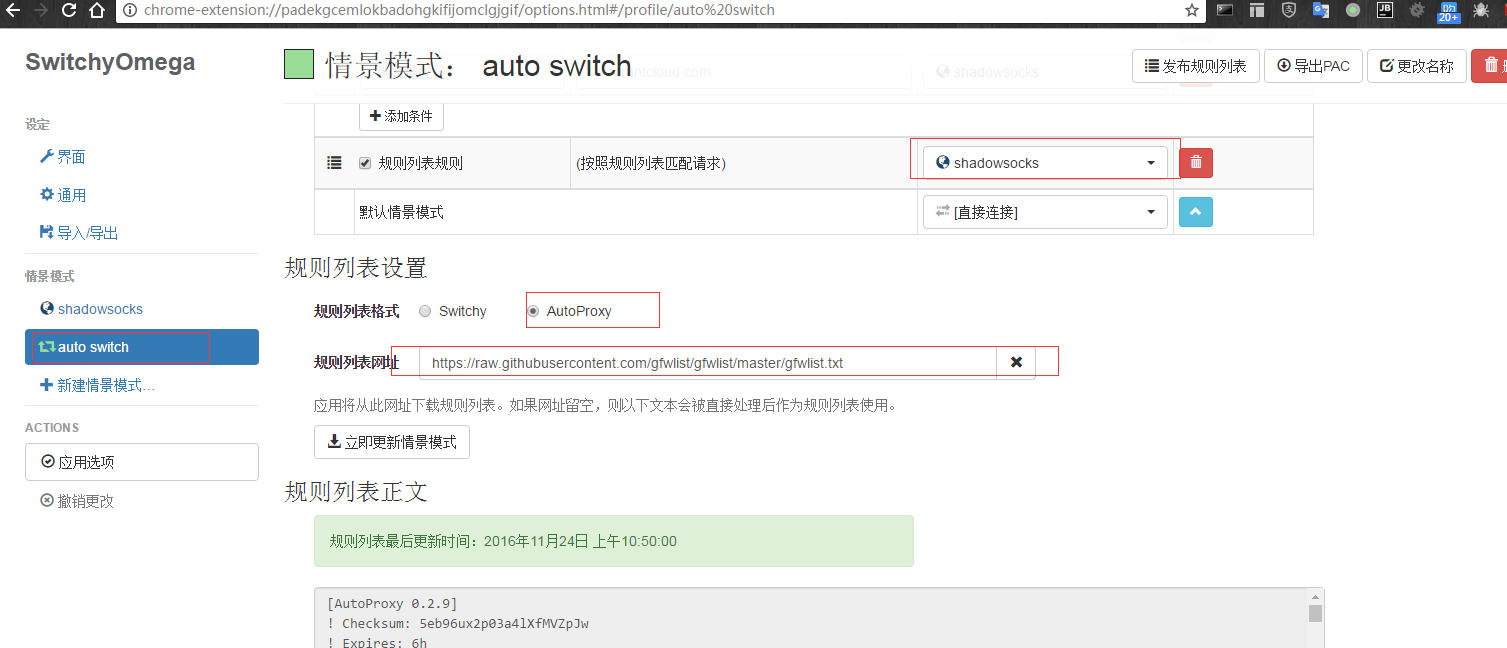 chrome-extension://padekgcemlokbadohgkifijomclgjgif/options.html#/profile/auto%20switch
SwitchyOmega
情景模式： auto switch
发布规则列表
导出PAC
更改名称
设定
界面
通用
导入/导出
情景模式
shadowsocks
auto switch
新建情景模式…
ACTIONS
应用选项
撤销更改
添加条件
规则列表规则 (按照规则列表匹配请求) shadowsocks
默认情景模式 [直接连接]
规则列表设置
规则列表格式 Switchy AutoProxy
规则列表网址 https://raw.githubusercontent.com/gfwlist/gfwlist/master/gfwlist.txt
应用将从此网址下载规则列表。如果网址留空，则以下文本会被直接处理后作为规则列表使用。
立即更新情景模式
规则列表正文
规则列表最后更新时间：2016年11月24日 上午10:50:00
[AutoProxy 0.2.9]
! Checksum: 5eb96ux2p03a4lXfMVZpJw
! Expires: 6h